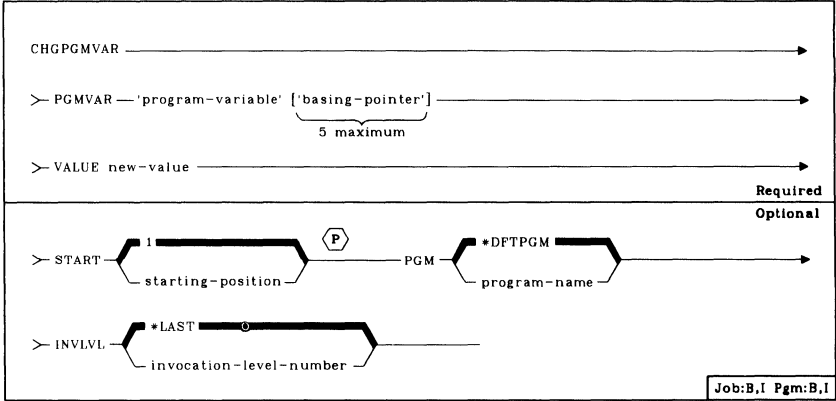 CHGPGMVAR
PGMVAR 'program-variable' ['basing-pointer']
5 maximum
VALUE new-value
Required
Optional
1
P
*DFTPGM
START
PGM
starting-position
program-name
*LAST
INVLVL
invocation-level-number
Job:B,I Pgm:B,I